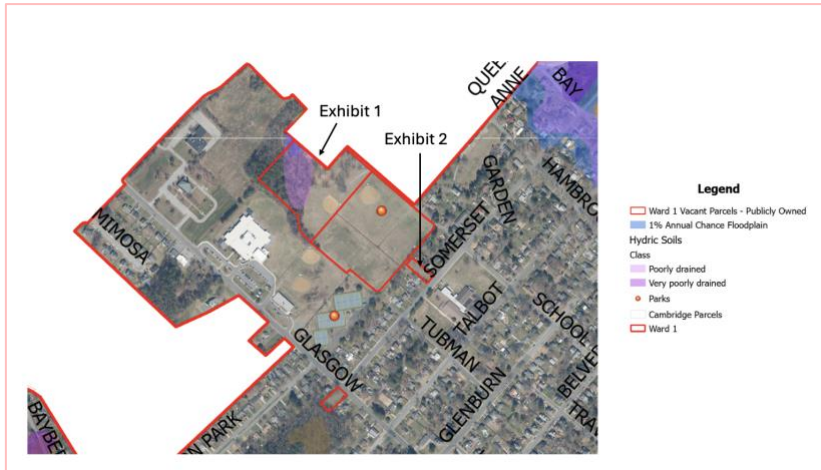 QUEE
ANNE
BAY
Exhibit 1
Exhibit 2
GARDEN
HAMBRO
SOMERSET
MIMOSA
TALBOT
SCHOOL
TUBMAN
GLASGOW
BELVE
GLENBURN
TRA
BAYBE
N PARK
Legend
Ward 1 Vacant Parcels - Publicly Owned
1% Annual Chance Floodplain
Hydric Soils
Class
Poorly drained
Very poorly drained
Parks
Cambridge Parcels
Ward 1